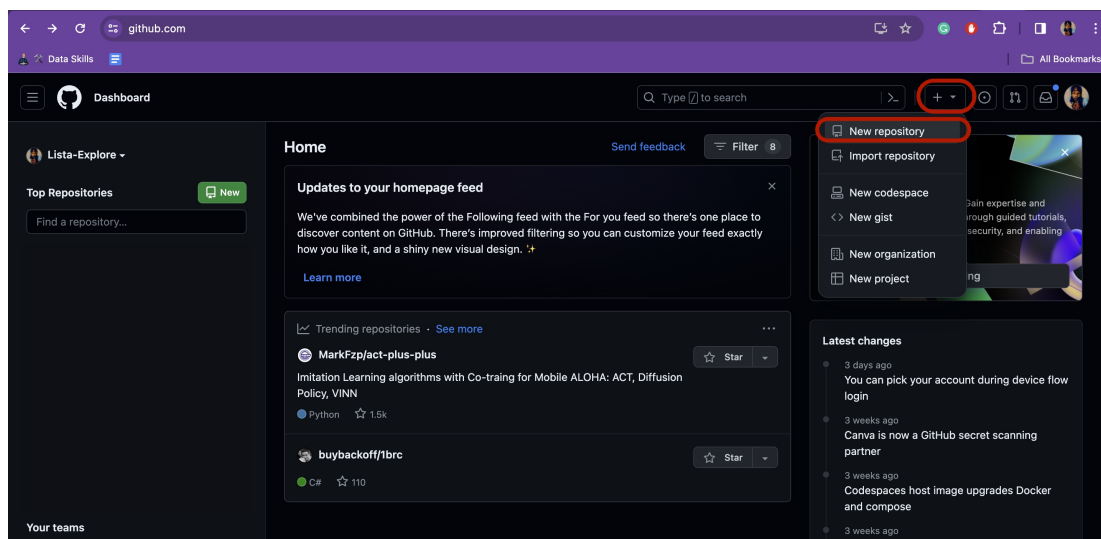 github.com
Data Skills
All Bookmarks
Dashboard
Type / to search
Lista-Explore
Top Repositories
New
Find a repository...
Your teams
Home
Send feedback
Filter 8
Updates to your homepage feed
We've combined the power of the Following feed with the For you feed so there's one place to
discover content on GitHub. There's improved filtering so you can customize your feed exactly
how you like it, and a shiny new visual design.
Learn more
Trending repositories · See more
MarkFzp/act-plus-plus
Star
Imitation Learning algorithms with Co-traing for Mobile ALOHA: ACT, Diffusion
Policy, VINN
Python 1.5k
buybackoff/1brc
Star
C# 110
New repository
Import repository
New codespace
New gist
New organization
New project
Gain expertise and
rough guided tutorials,
security, and enabling
ng
Latest changes
3 days ago
You can pick your account during device flow
login
3 weeks ago
Canva is now a GitHub secret scanning
partner
3 weeks ago
Codespaces host image upgrades Docker
and compose
3 weeks ago